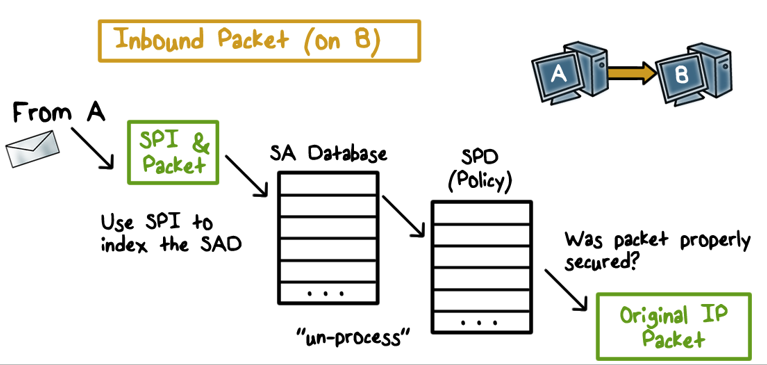 Inbound Packet (on B)
A
B
From A
SPI &
Packet
Use SPI to
index the SAD
SA Database
. . .
"un-process"
SPD
(Policy)
. . .
Was packet properly
secured?
Original IP
Packet